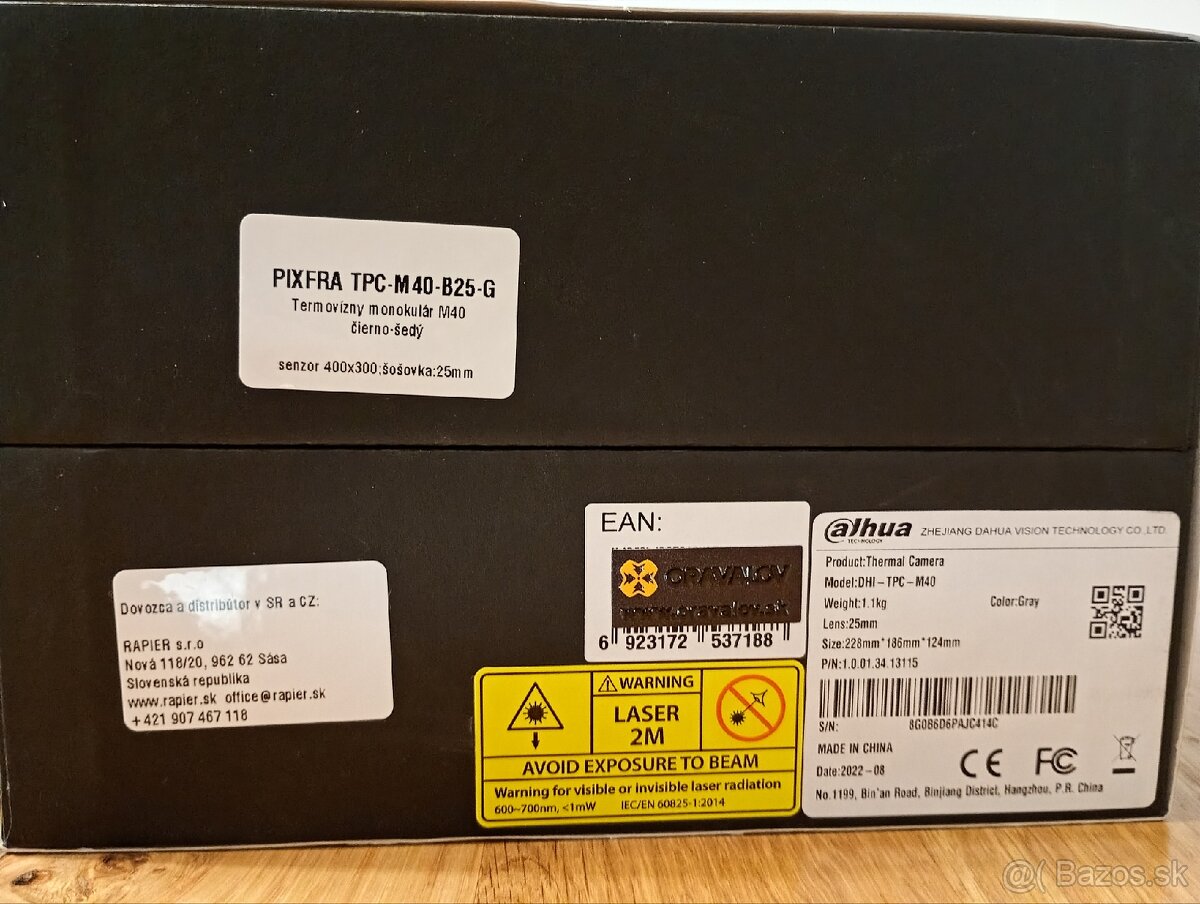 PIXFRA TPC-M40-B25-G
Termovízny monokulár M40
čierno-šedý
senzor 400x300;šošovka:25mm
Dovozca a distribútor v SR a CZ:
RAPIER s.r.o
Nová 118/20, 962 62 Sása
Slovenská republika
www.rapier.sk office@rapier.sk
+421 907 467 118
EAN:
ORAVALOV
www.oravalov.sk
6 923172 537188
WARNING
LASER
2M
AVOID EXPOSURE TO BEAM
Warning for visible or invisible laser radiation
600~700nm, <1mW IEC/EN 60825-1:2014
alhua ZHEJIANG DAHUA VISION TECHNOLOGY CO.,LTD.
TECHNOLOGY
Product:Thermal Camera
Model:DHI-TPC-M40
Weight:1.1kg Color:Gray
Lens:25mm
Size:228mm*186mm*124mm
P/N:1.0.01.34.13115
S/N: 8G086D6PAJC414C
MADE IN CHINA
Date:2022-08
CE FC
No.1199, Bin'an Road, Binjiang District, Hangzhou, P.R. China
@( Bazos.sk